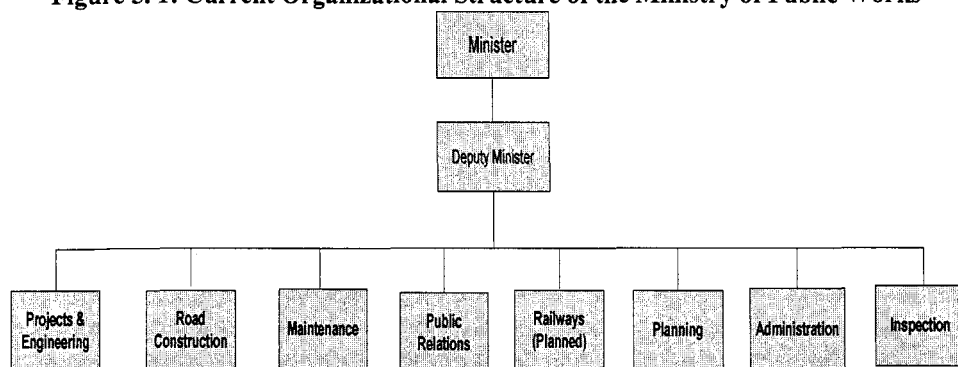 Figure 3. 1: Current Organizational Structure of the Ministry of Public Works
Minister
Deputy Minister
Projects &
Engineering
Road
Construction
Maintenance
Public
Relations
Railways
(Planned)
Planning
Administration
Inspection